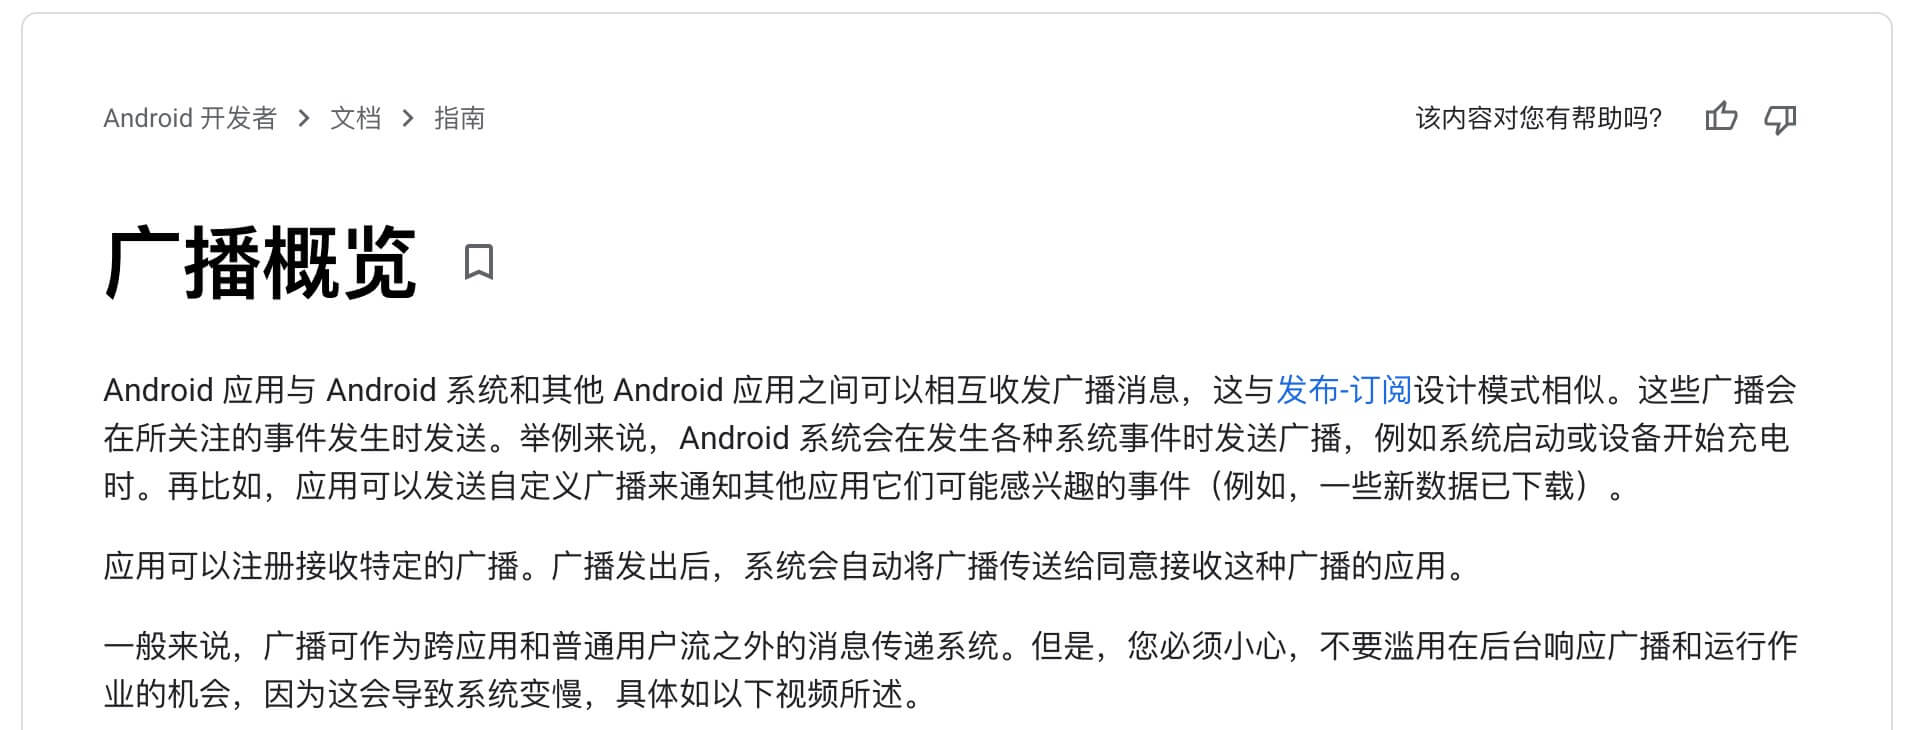 Android 开发者 > 文档 > 指南
该内容对您有帮助吗?
广播概览
Android 应用与 Android 系统和其他 Android 应用之间可以相互收发广播消息，这与发布-订阅设计模式相似。这些广播会
在所关注的事件发生时发送。举例来说，Android 系统会在发生各种系统事件时发送广播，例如系统启动或设备开始充电
时。再比如，应用可以发送自定义广播来通知其他应用它们可能感兴趣的事件（例如，一些新数据已下载）。
应用可以注册接收特定的广播。广播发出后，系统会自动将广播传送给同意接收这种广播的应用。
一般来说，广播可作为跨应用和普通用户流之外的消息传递系统。但是，您必须小心，不要滥用在后台响应广播和运行作
业的机会，因为这会导致系统变慢，具体如以下视频所述。